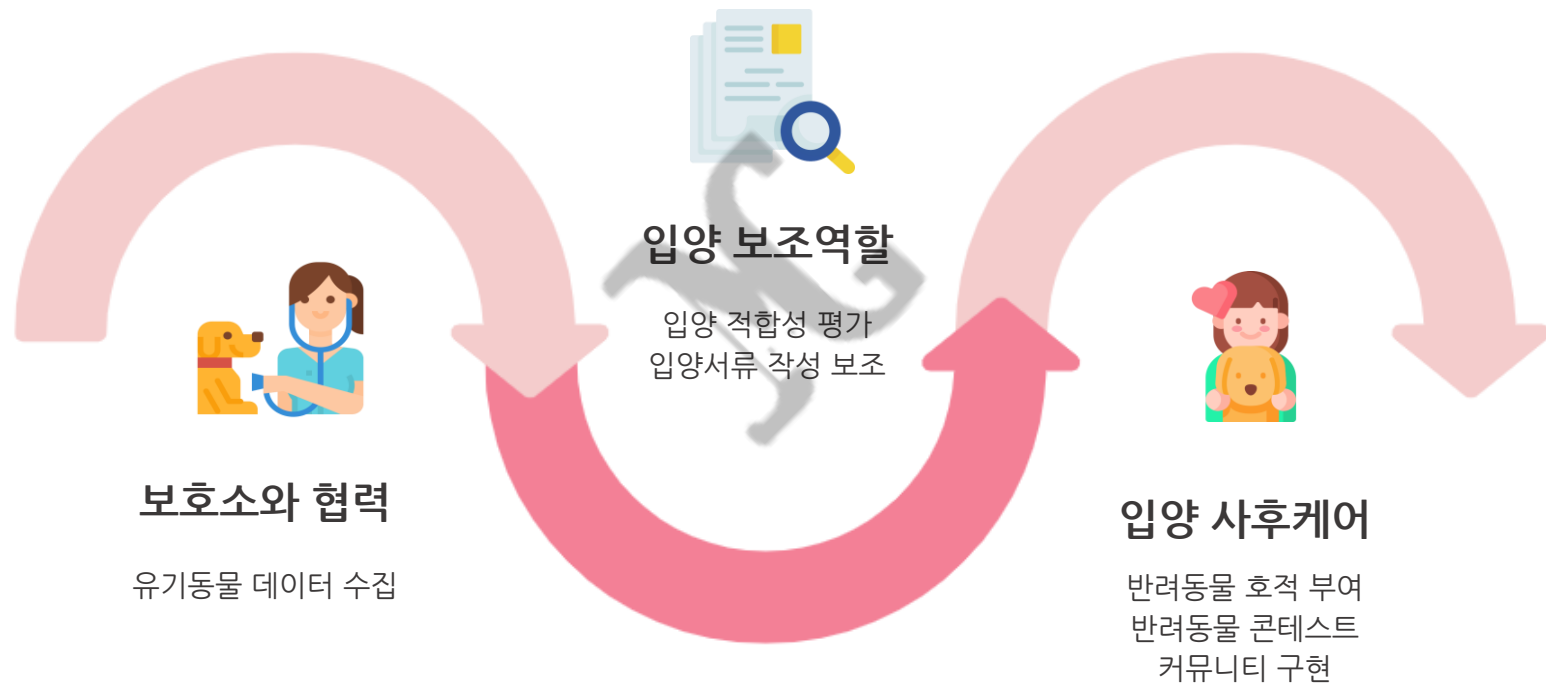 보호소와 협력
유기동물 데이터 수집
입양 보조역할
입양 적합성 평가
입양서류 작성 보조
입양 사후케어
반려동물 호적 부여
반려동물 콘테스트
커뮤니티 구현